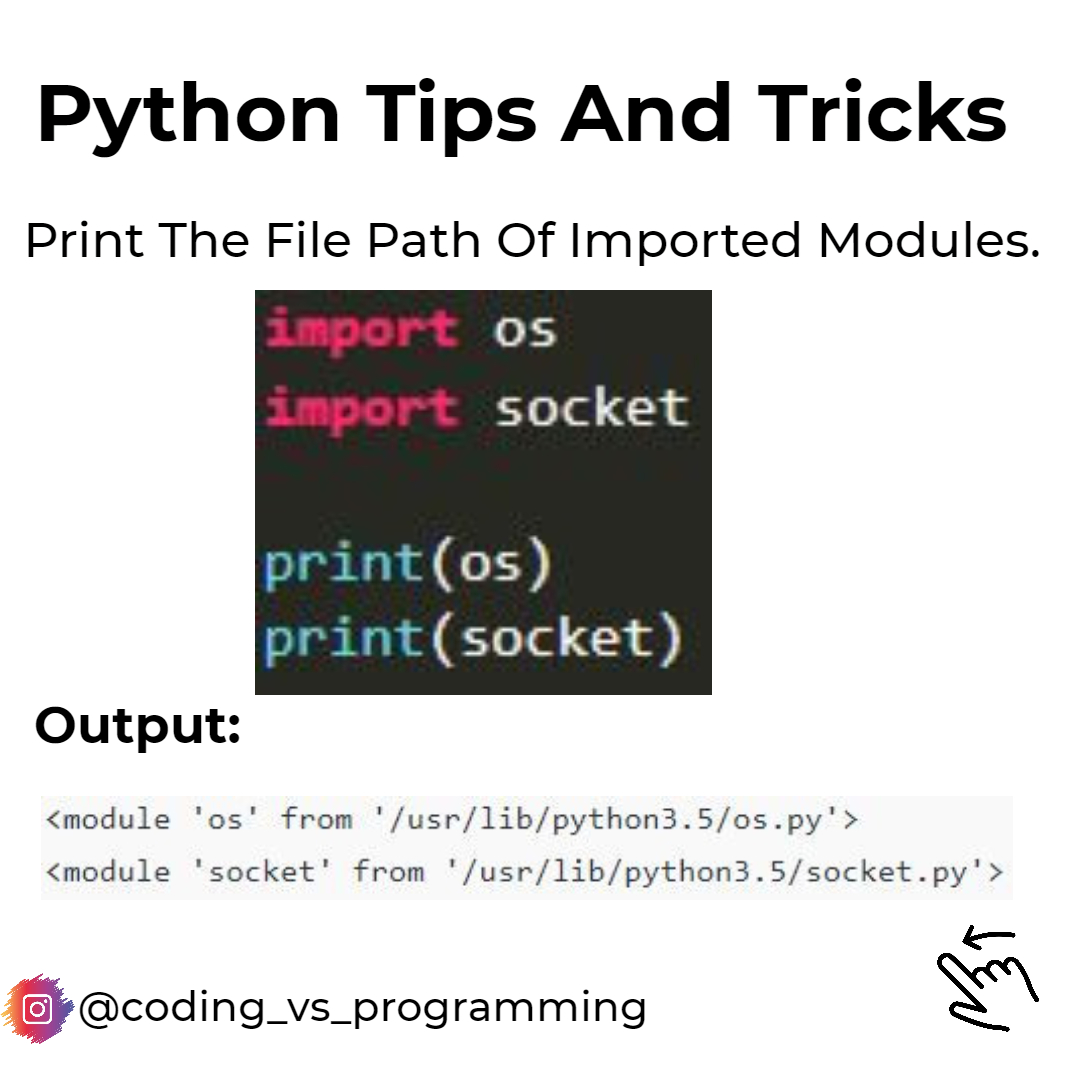 Python Tips And Tricks
Print The File Path Of Imported Modules.
import os
import socket
print(os)
print(socket)
Output:
<module 'os' from '/usr/lib/python3.5/os.py'>
<module 'socket' from '/usr/lib/python3.5/socket.py'>
@coding_vs_programming